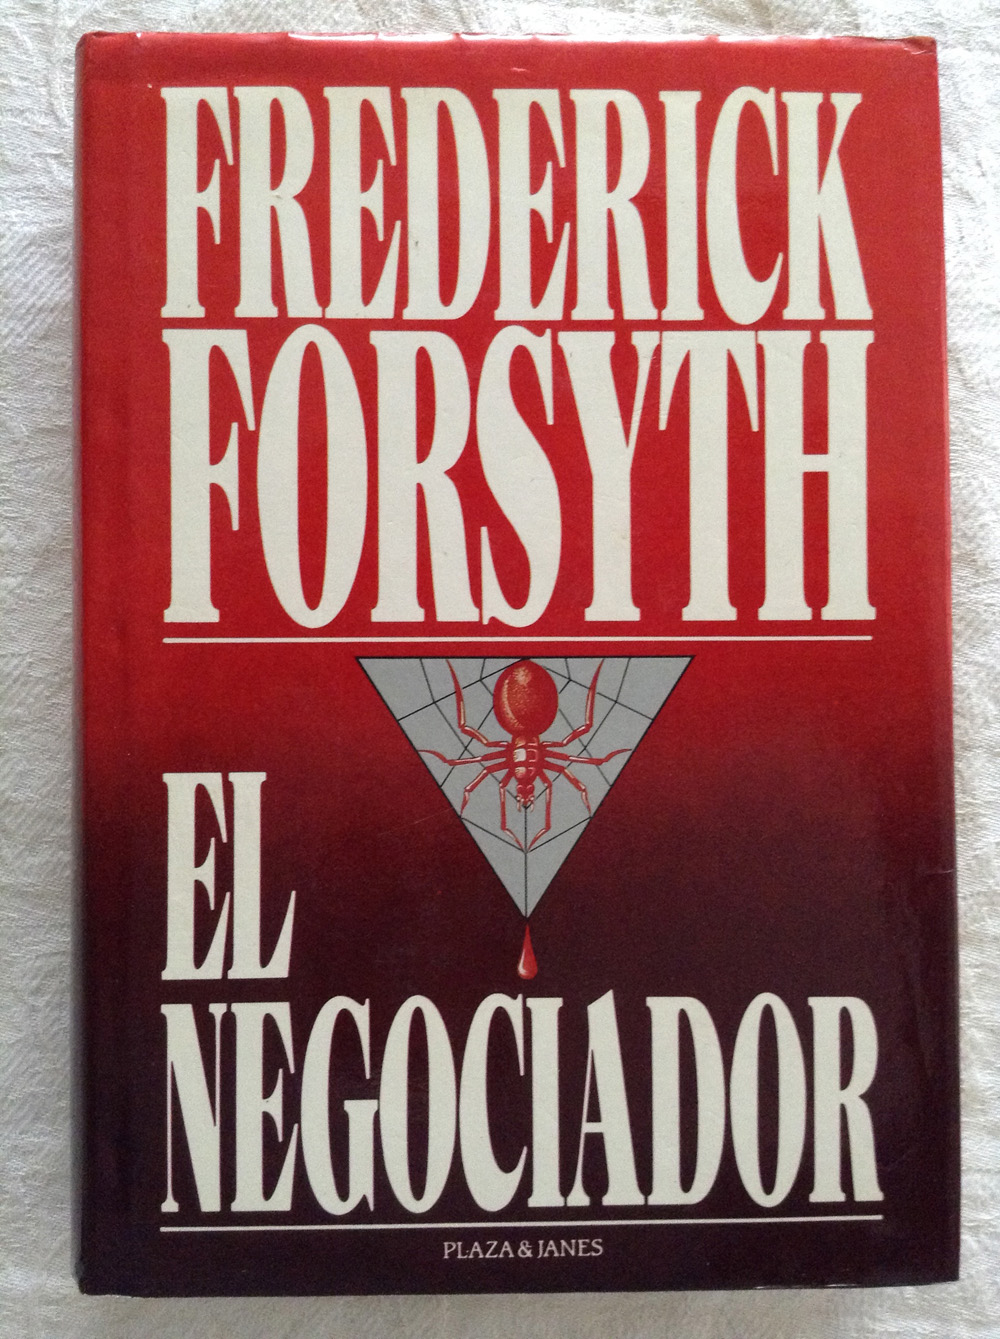 FREDERICK
FORSYTH
EL
NEGOCIADOR
PLAZA & JANES